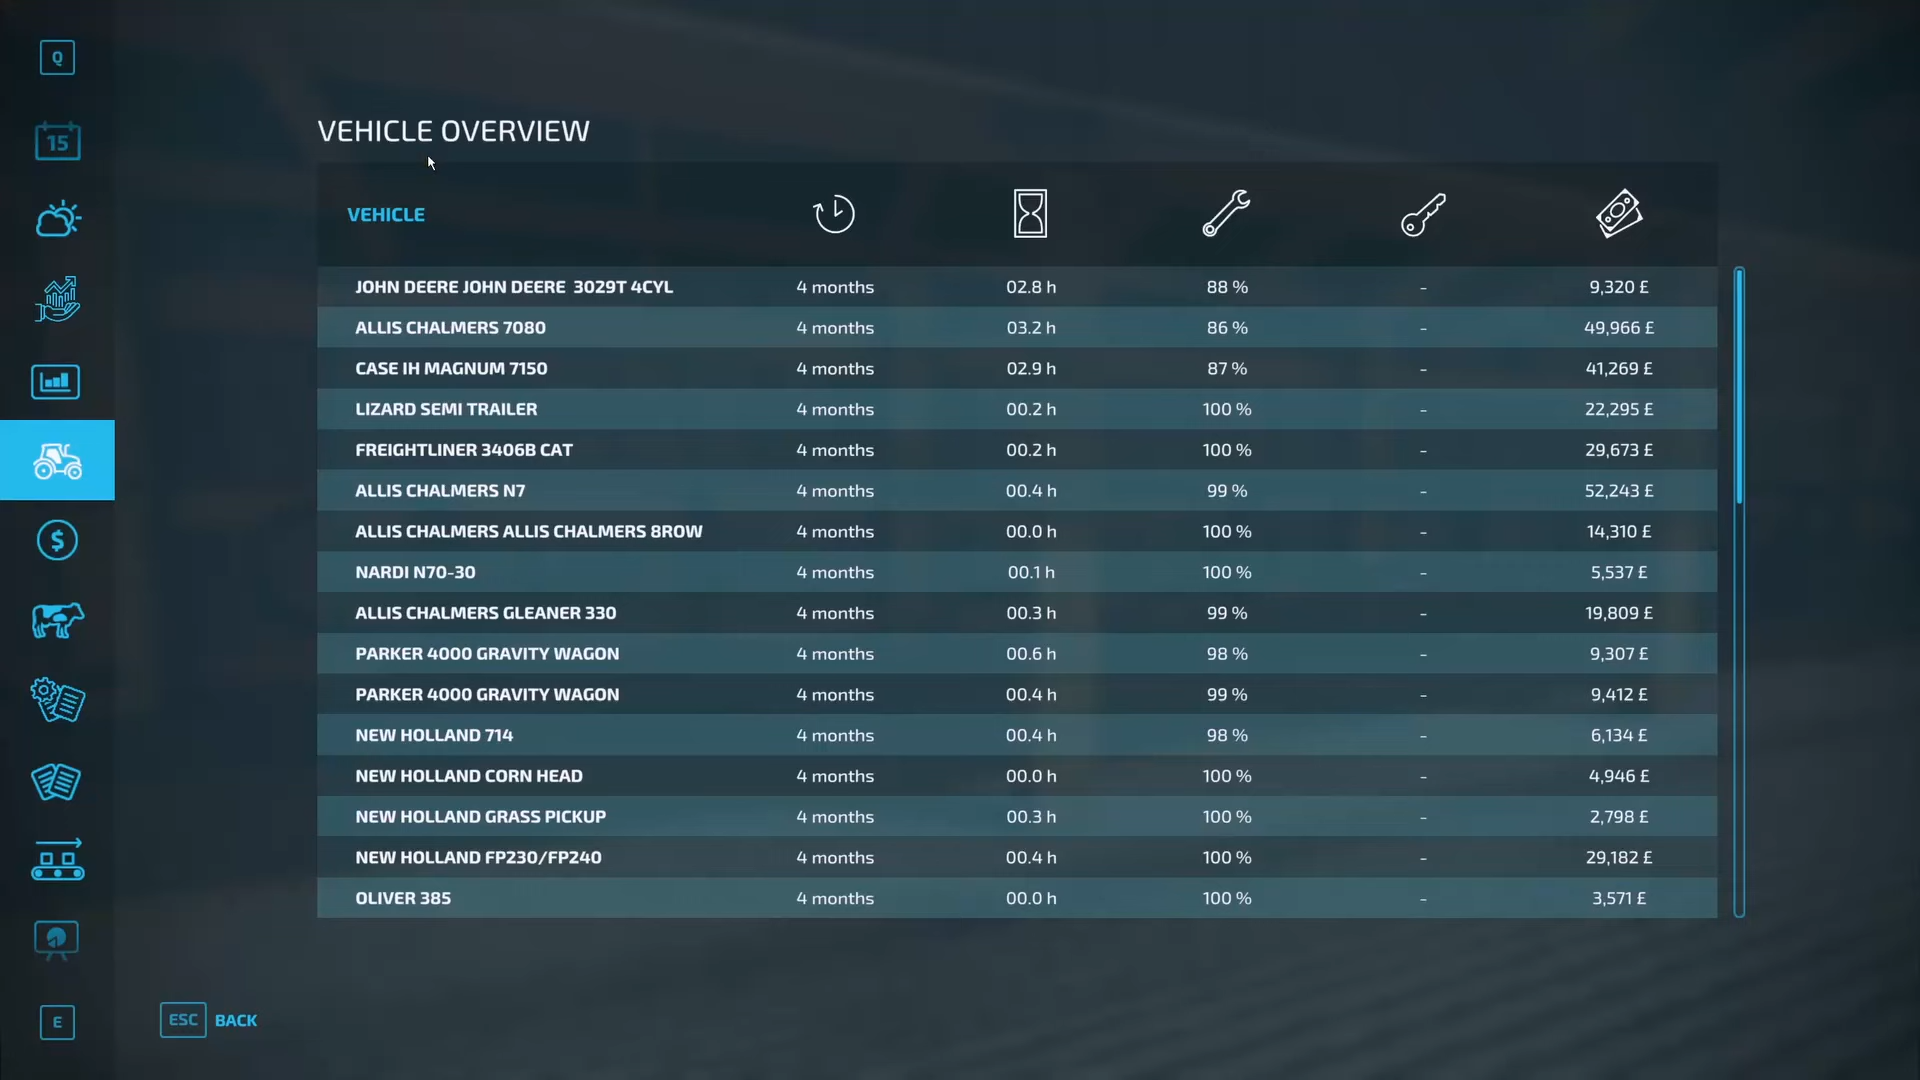 Q
15
VEHICLE OVERVIEW
VEHICLE
JOHN DEERE JOHN DEERE 3029T 4CYL 4 months 02.8 h 88 % - 9,320 £
ALLIS CHALMERS 7080 4 months 03.2 h 86 % - 49,966 £
CASE IH MAGNUM 7150 4 months 02.9 h 87 % - 41,269 £
LIZARD SEMI TRAILER 4 months 00.2 h 100 % - 22,295 £
FREIGHTLINER 3406B CAT 4 months 00.2 h 100 % - 29,673 £
ALLIS CHALMERS N7 4 months 00.4 h 99 % - 52,243 £
ALLIS CHALMERS ALLIS CHALMERS 8ROW 4 months 00.0 h 100 % - 14,310 £
NARDI N70-30 4 months 00.1 h 100 % - 5,537 £
ALLIS CHALMERS GLEANER 330 4 months 00.3 h 99 % - 19,809 £
PARKER 4000 GRAVITY WAGON 4 months 00.6 h 98 % - 9,307 £
PARKER 4000 GRAVITY WAGON 4 months 00.4 h 99 % - 9,412 £
NEW HOLLAND 714 4 months 00.4 h 98 % - 6,134 £
NEW HOLLAND CORN HEAD 4 months 00.0 h 100 % - 4,946 £
NEW HOLLAND GRASS PICKUP 4 months 00.3 h 100 % - 2,798 £
NEW HOLLAND FP230/FP240 4 months 00.4 h 100 % - 29,182 £
OLIVER 385 4 months 00.0 h 100 % - 3,571 £
E
ESC BACK